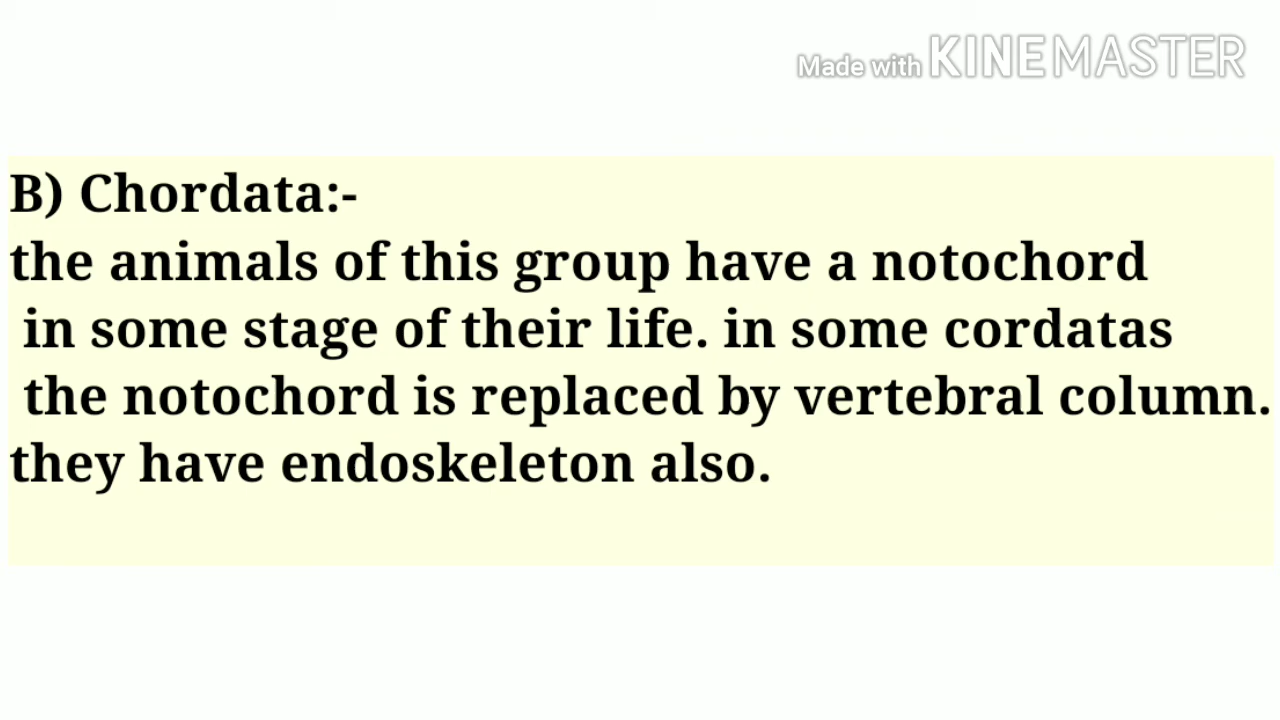 Made with KINEMASTER
B) Chordata:-
the animals of this group have a notochord
in some stage of their life. in some cordatas
the notochord is replaced by vertebral column.
they have endoskeleton also.